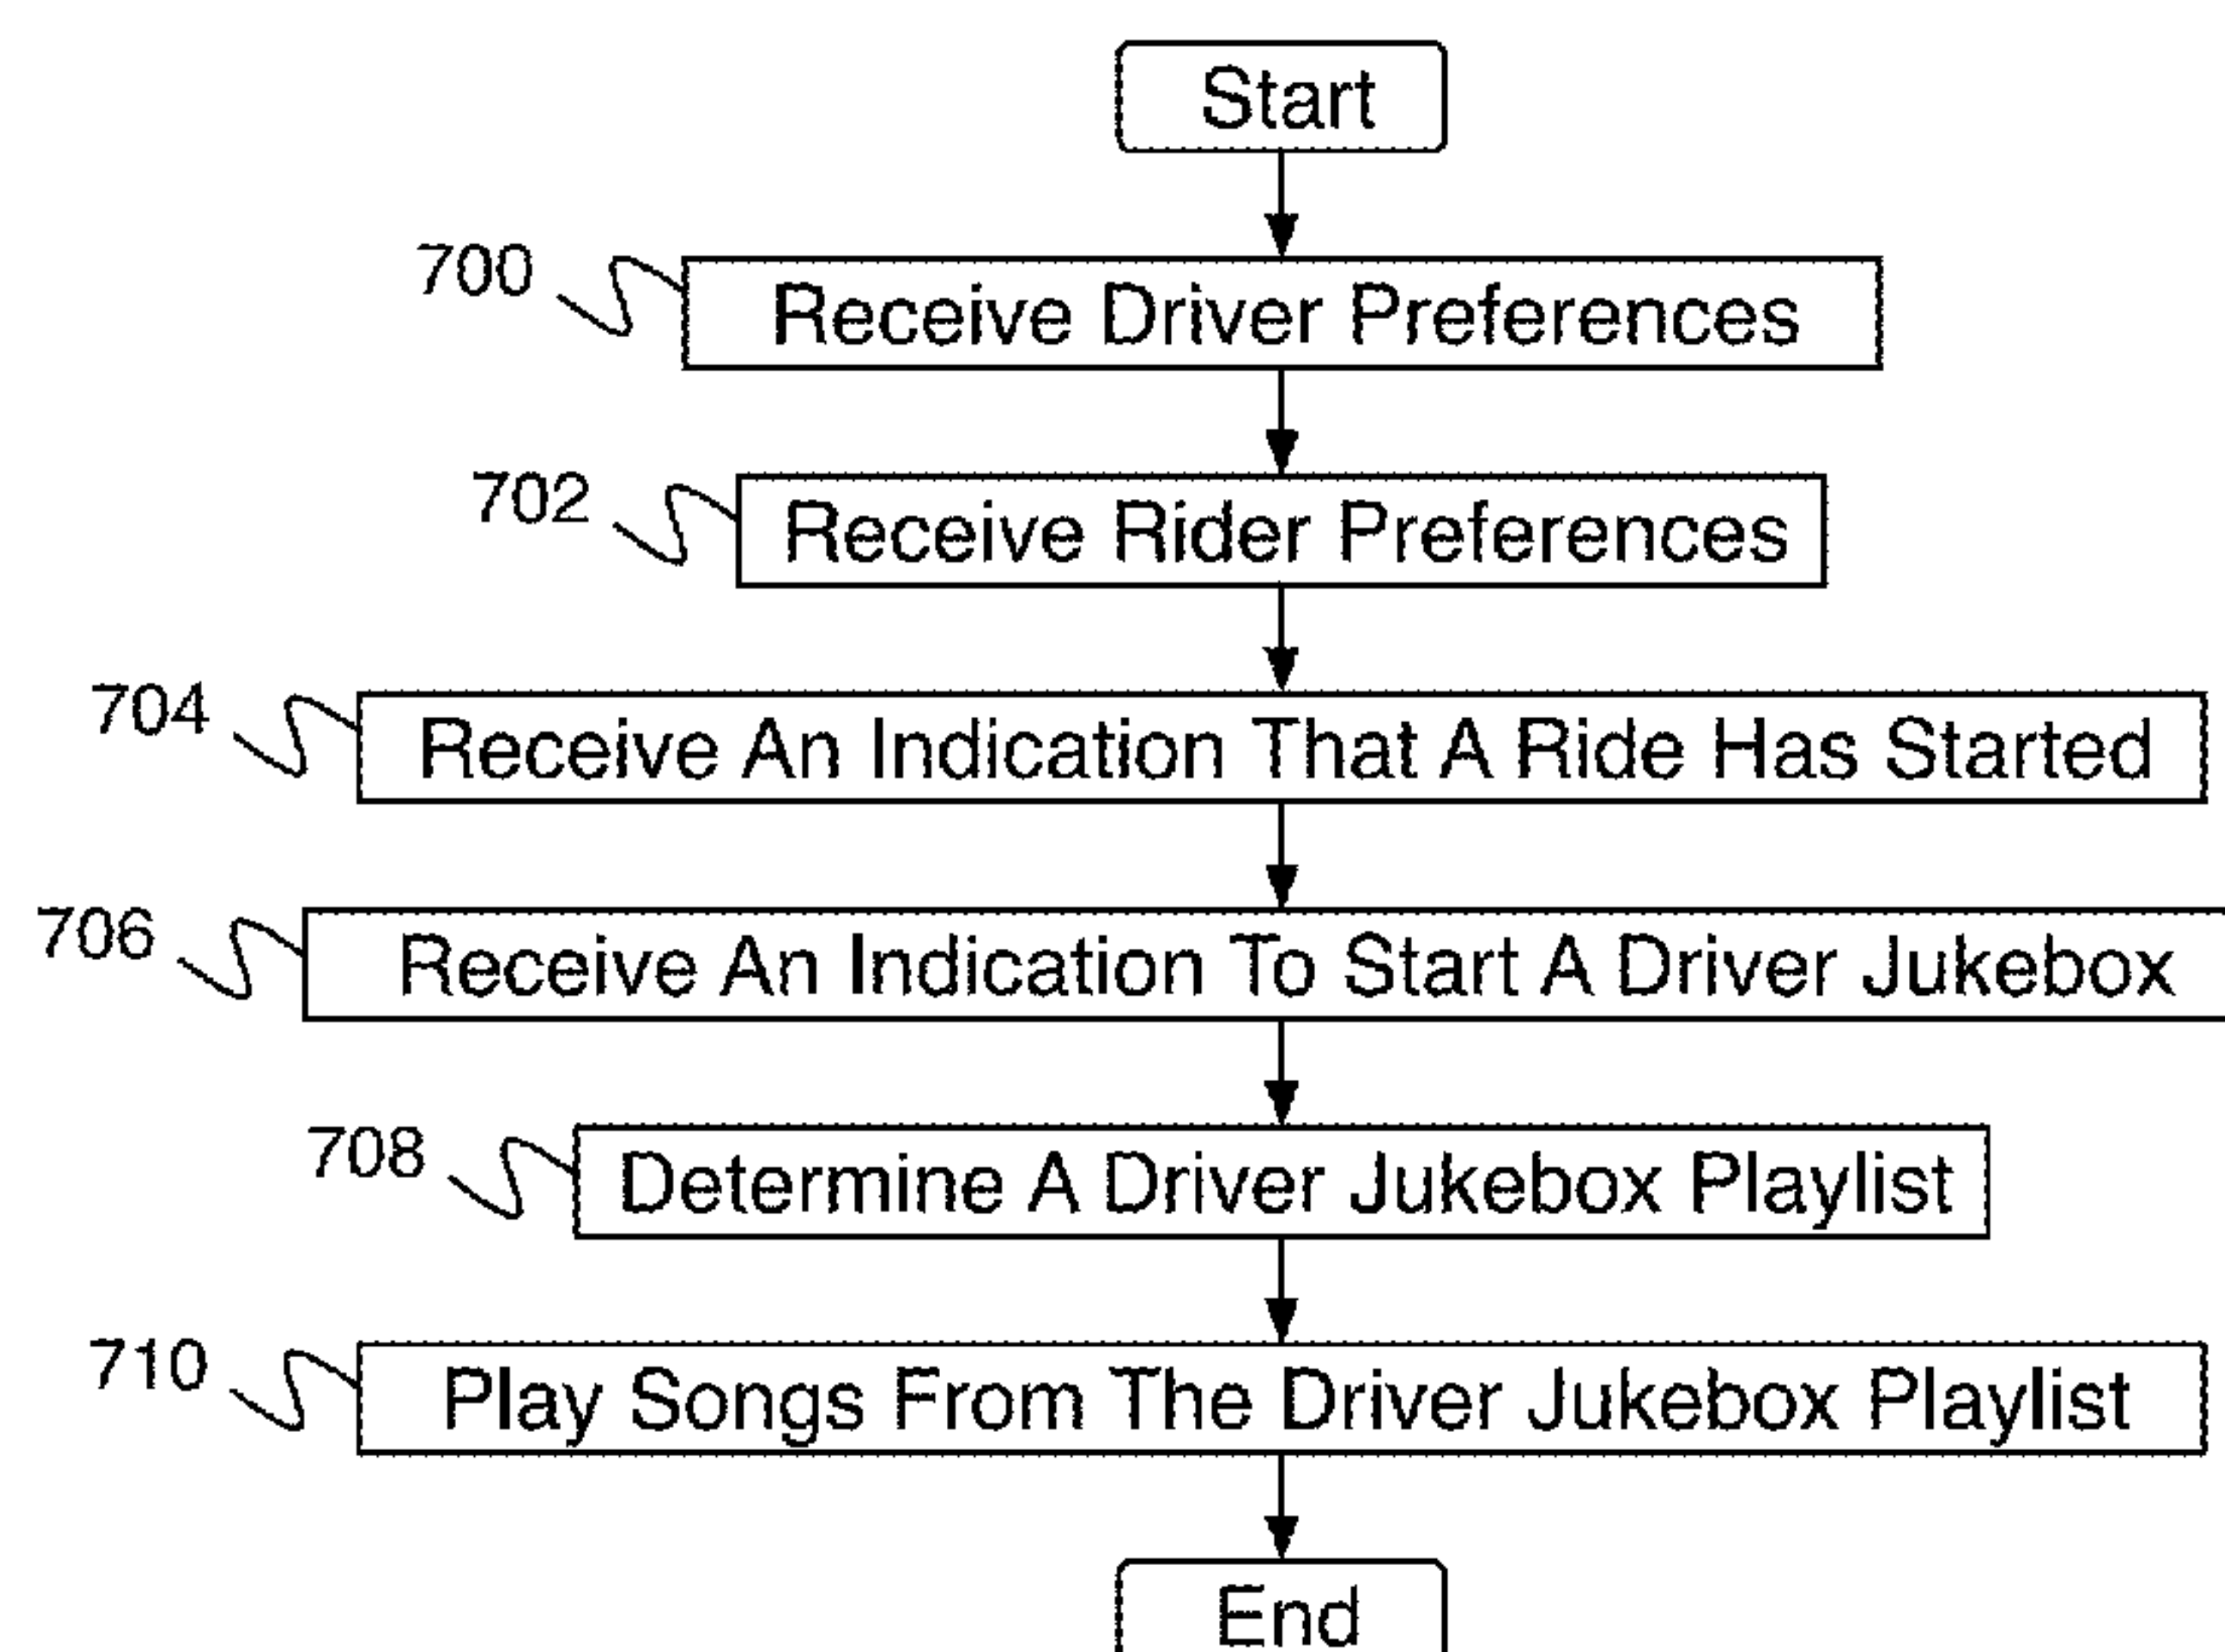 Start
700
Receive Driver Preferences
702
Receive Rider Preferences
704
Receive An Indication That A Ride Has Started
706
Receive An Indication To Start A Driver Jukebox
708
Determine A Driver Jukebox Playlist
710
Play Songs From The Driver Jukebox Playlist
End